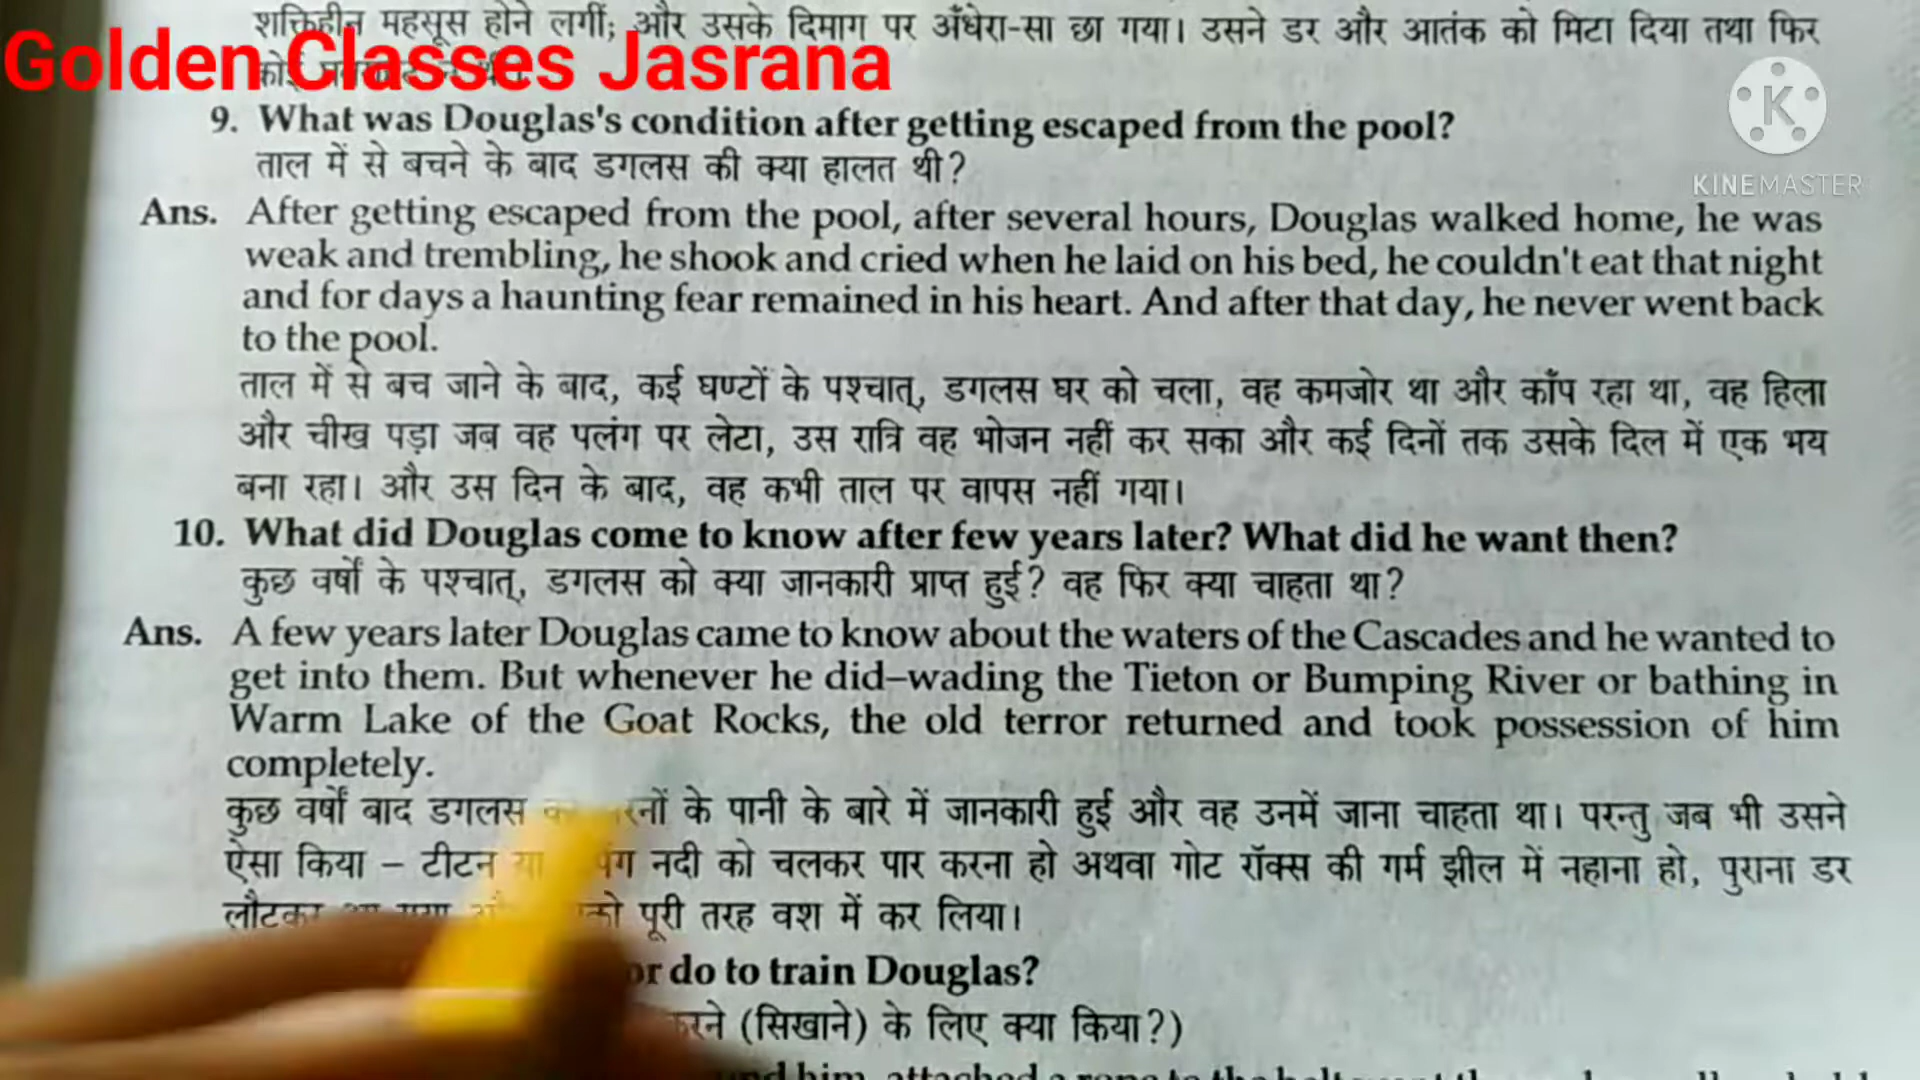 शक्तिहीन महसूस होने लगीं; और उसके दिमाग पर अँधेरा-सा छा गया। उसने डर और आतंक को मिटा दिया तथा फिर
Golden Classes Jasrana
कोई
K
KINEMASTER
9. What was Douglas's condition after getting escaped from the pool?
ताल में से बचने के बाद डगलस की क्या हालत थी?
Ans. After getting escaped from the pool, after several hours, Douglas walked home, he was
weak and trembling, he shook and cried when he laid on his bed, he couldn't eat that night
and for days a haunting fear remained in his heart. And after that day, he never went back
to the pool.
ताल में से बच जाने के बाद, कई घण्टों के पश्चात्, डगलस घर को चला, वह कमजोर था और काँप रहा था, वह हिला
और चीख पड़ा जब वह पलंग पर लेटा, उस रात्रि वह भोजन नहीं कर सका और कई दिनों तक उसके दिल में एक भय
बना रहा। और उस दिन के बाद, वह कभी ताल पर वापस नहीं गया।
10. What did Douglas come to know after few years later? What did he want then?
कुछ वर्षों के पश्चात्, डगलस को क्या जानकारी प्राप्त हुई? वह फिर क्या चाहता था?
Ans. A few years later Douglas came to know about the waters of the Cascades and he wanted to
get into them. But whenever he did–wading the Tieton or Bumping River or bathing in
Warm Lake of the Goat Rocks, the old terror returned and took possession of him
completely.
कुछ वर्षों बाद डगलस के पानी के बारे में जानकारी हुई और वह उनमें जाना चाहता था। परन्तु जब भी उसने
ऐसा किया – टीटन या नदी को चलकर पार करना हो अथवा गोट रॉक्स की गर्म झील में नहाना हो, पुराना डर
लौटकर पूरी तरह वश में कर लिया।
or do to train Douglas?
करने (सिखाने) के लिए क्या किया?)
him, attached a rope to the belt